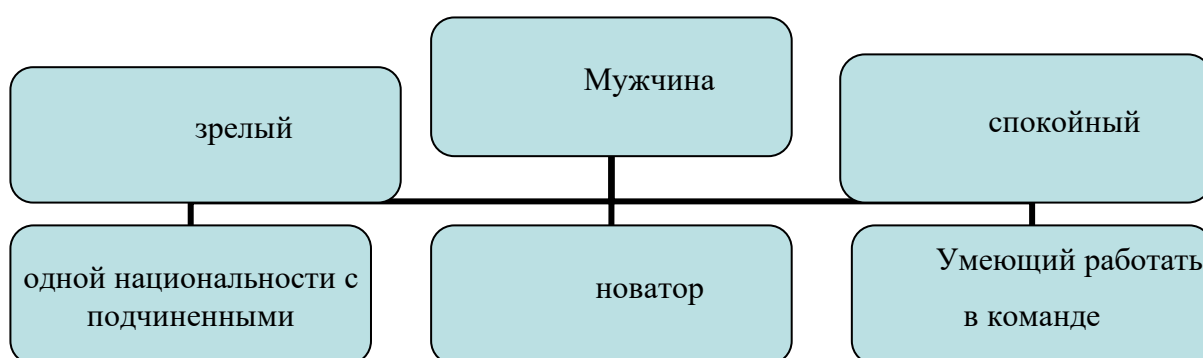 зрелый
Мужчина
спокойный
одной национальности с
подчиненными
новатор
Умеющий работать
в команде